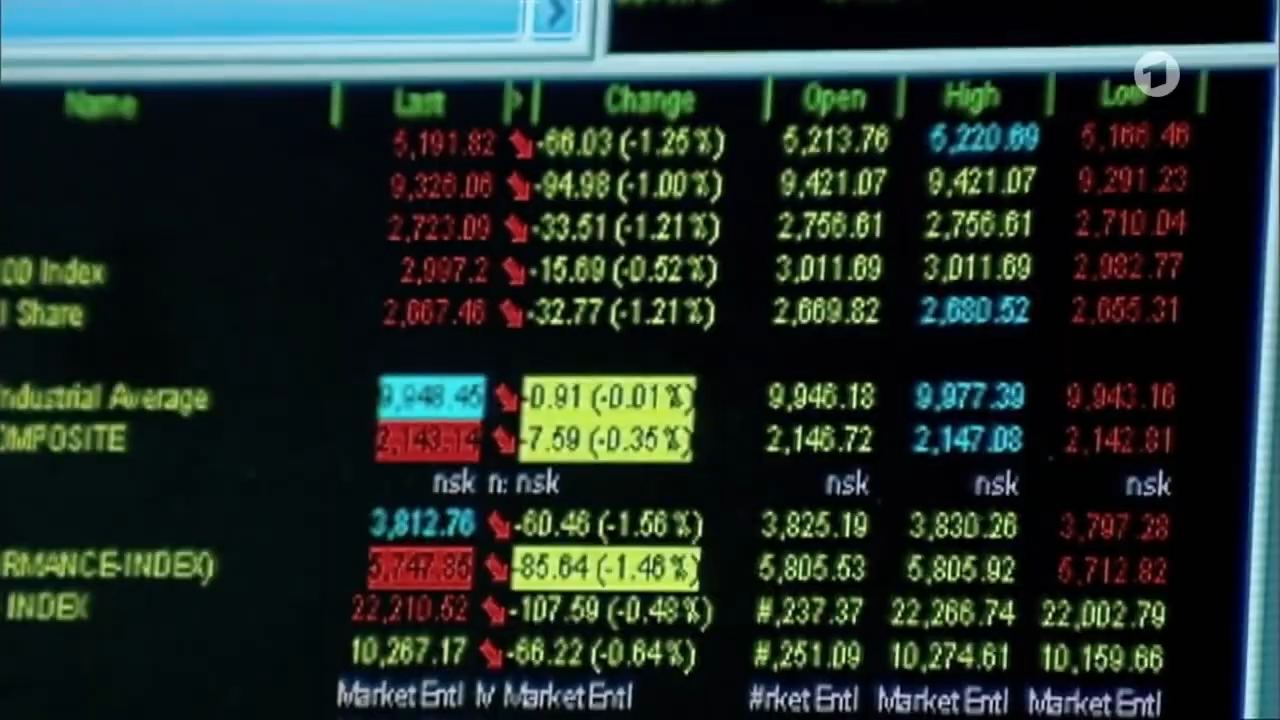 Name Last Change Open High Low
5,191.82 -66.03 (-1.25%) 5,213.76 5,220.69 5,166.46
9,326.06 -94.98 (-1.00%) 9,421.07 9,421.07 9,291.23
2,723.09 -33.51 (-1.21%) 2,756.61 2,756.61 2,710.04
00 Index 2,997.2 -15.69 (-0.52%) 3,011.69 3,011.69 2,982.77
l Share 2,667.46 -32.77 (-1.21%) 2,669.82 2,680.52 2,655.31
ndustrial Average 9,948.45 -0.91 (-0.01%) 9,946.18 9,977.39 9,943.16
OMPOSITE 2,143.14 -7.59 (-0.35%) 2,146.72 2,147.08 2,142.81
nsk n: nsk nsk nsk nsk
3,812.76 -60.46 (-1.56%) 3,825.19 3,830.26 3,797.28
RMANCE-INDEX) 5,747.85 -85.64 (-1.46%) 5,805.53 5,805.92 5,712.82
INDEX 22,210.52 -107.59 (-0.48%) #,237.37 22,266.74 22,002.79
10,267.17 -66.22 (-0.64%) #,251.09 10,274.61 10,159.66
Market Entl M Market Entl #rket Entl Market Entl Market Entl